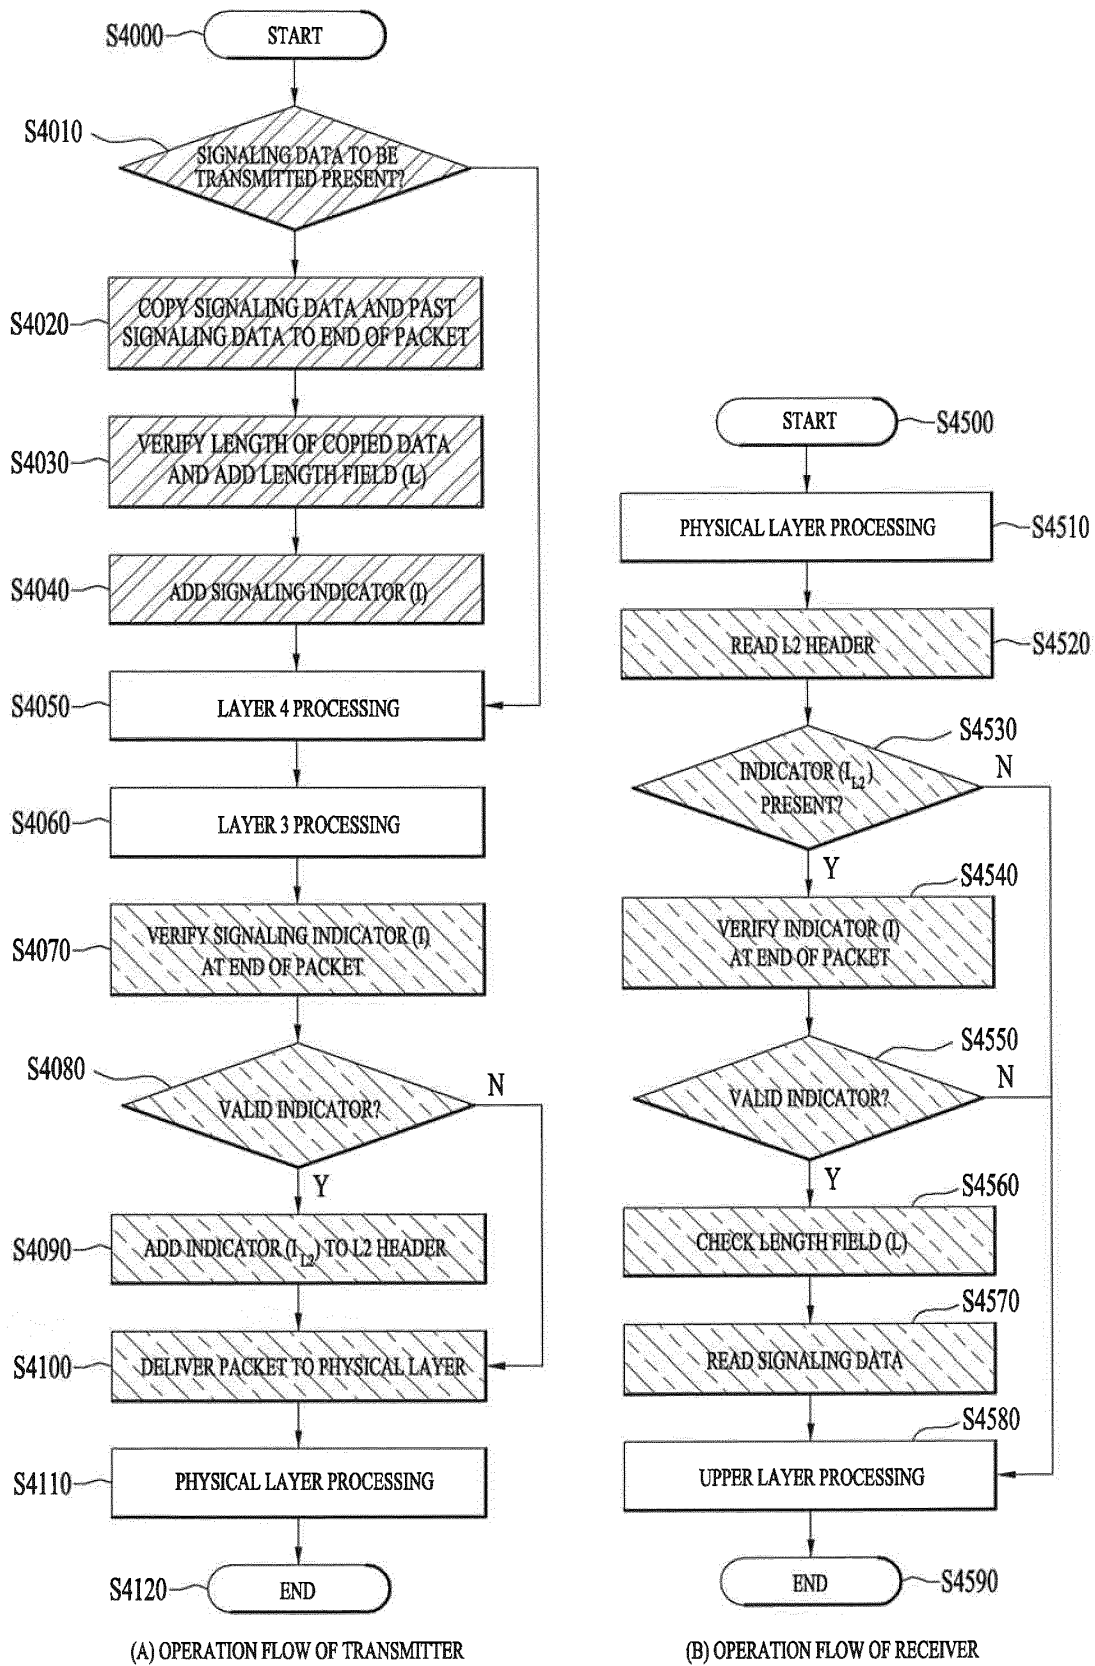 S4000
START
S4010
SIGNALING DATA TO BE
TRANSMITTED PRESENT?
S4020
COPY SIGNALING DATA AND PAST
SIGNALING DATA TO END OF PACKET
S4030
VERIFY LENGTH OF COPIED DATA
AND ADD LENGTH FIELD (L)
S4040
ADD SIGNALING INDICATOR (I)
S4050
LAYER 4 PROCESSING
S4060
LAYER 3 PROCESSING
S4070
VERIFY SIGNALING INDICATOR (I)
AT END OF PACKET
S4080
VALID INDICATOR?
N
Y
S4090
ADD INDICATOR (I_L2) TO L2 HEADER
S4100
DELIVER PACKET TO PHYSICAL LAYER
S4110
PHYSICAL LAYER PROCESSING
S4120
END
(A) OPERATION FLOW OF TRANSMITTER
START
S4500
PHYSICAL LAYER PROCESSING
S4510
READ L2 HEADER
S4520
S4530
INDICATOR (I_L2)
PRESENT?
N
Y
S4540
VERIFY INDICATOR (I)
AT END OF PACKET
S4550
VALID INDICATOR?
N
Y
S4560
CHECK LENGTH FIELD (L)
S4570
READ SIGNALING DATA
S4580
UPPER LAYER PROCESSING
END
S4590
(B) OPERATION FLOW OF RECEIVER